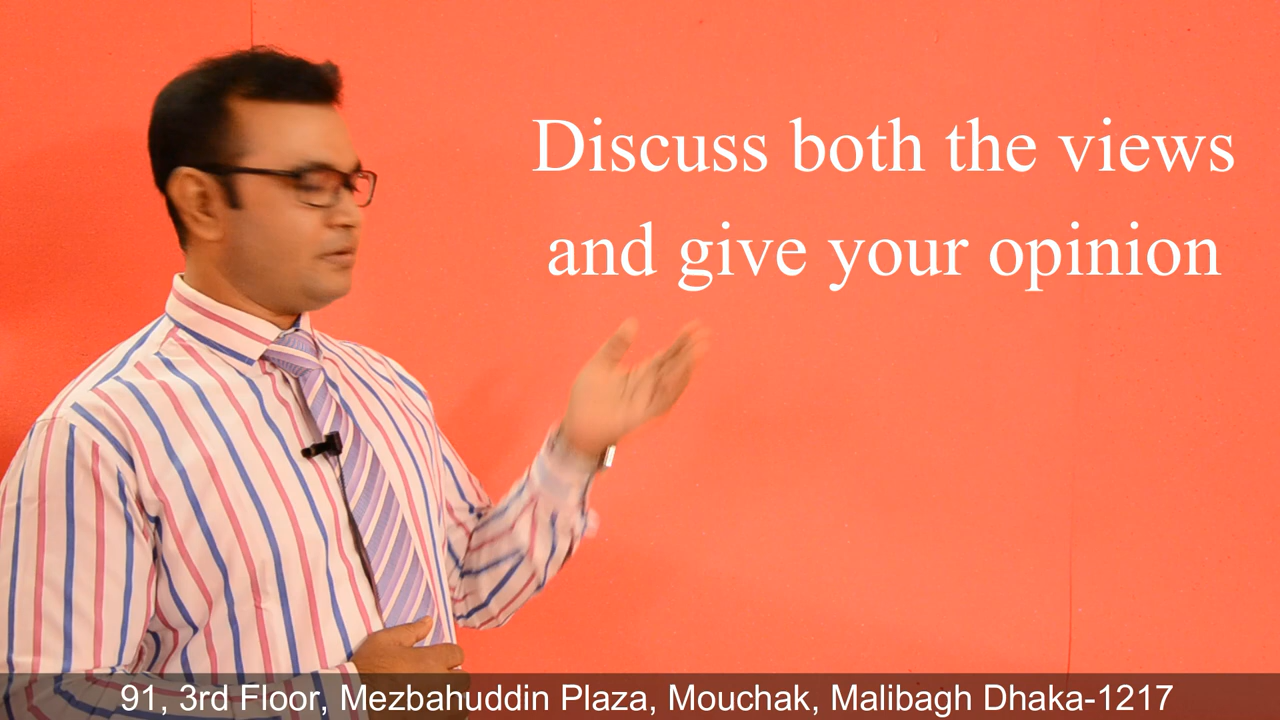 Discuss both the views
and give your opinion
91, 3rd Floor, Mezbahuddin Plaza, Mouchak, Malibagh Dhaka-1217